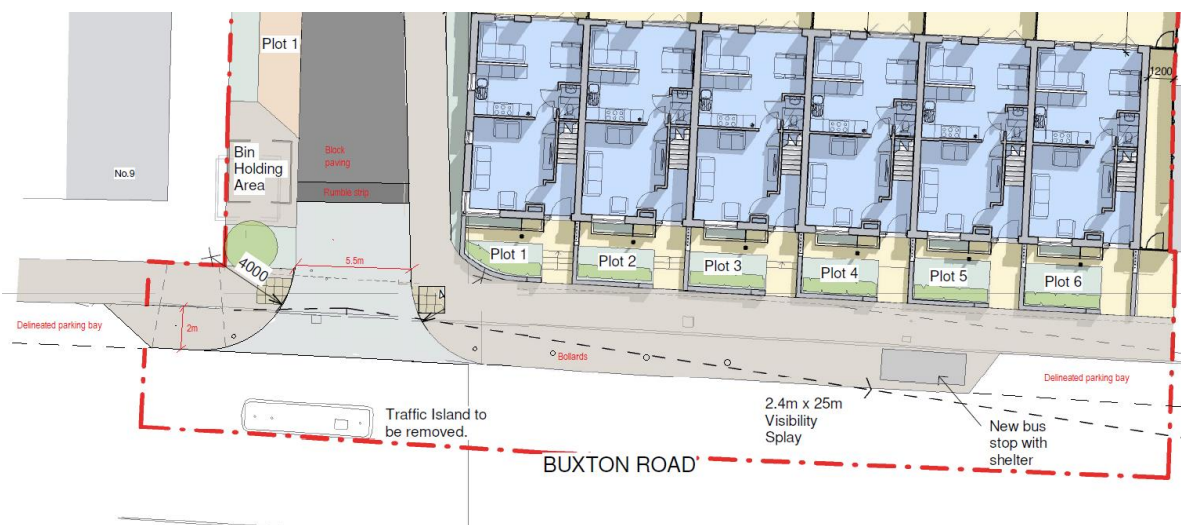 Plot 1
1200
Block
paving
Bin
Holding
Area
No.9
Rumble strip
Plot 1
Plot 2
Plot 3
Plot 4
Plot 5
Plot 6
5.5m
4000
4
2m
Delineated parking bay
Bollards
Delineated parking bay
2.4m x 25m
Visibility
Splay
New bus
stop with
shelter
Traffic Island to
be removed.
BUXTON ROAD